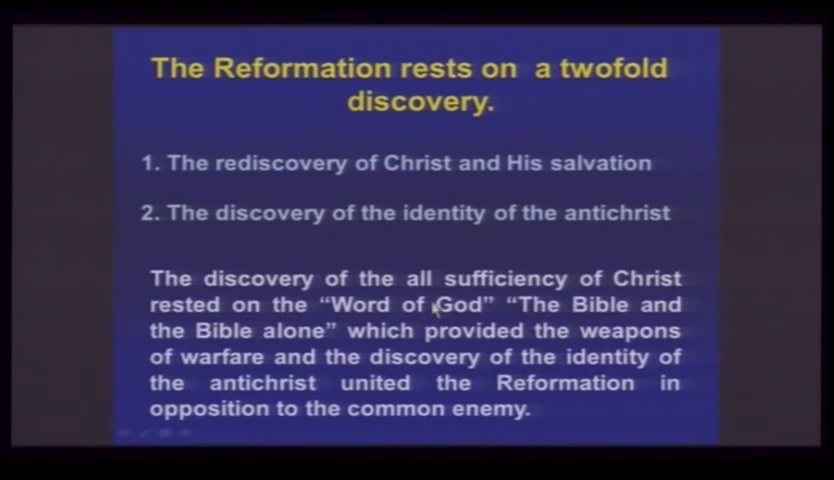 The Reformation rests on a twofold
discovery.
1. The rediscovery of Christ and His salvation
2. The discovery of the identity of the antichrist
The discovery of the all sufficiency of Christ
rested on the “Word of God” “The Bible and
the Bible alone” which provided the weapons
of warfare and the discovery of the identity of
the antichrist united the Reformation in
opposition to the common enemy.